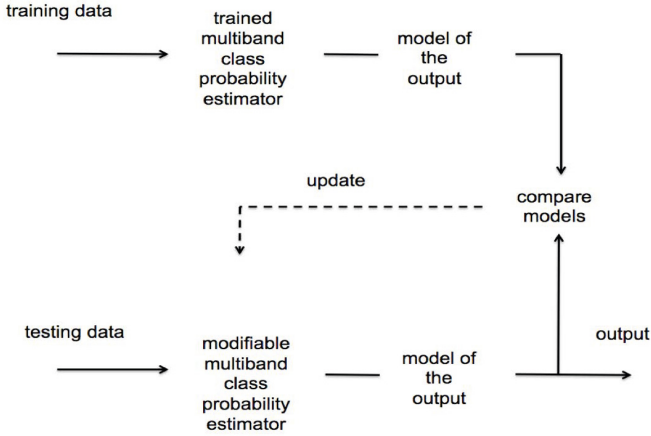 training data
trained
multiband
class
probability
estimator
model of
the
output
update
compare
models
testing data
modifiable
multiband
class
probability
estimator
model of
the
output
output